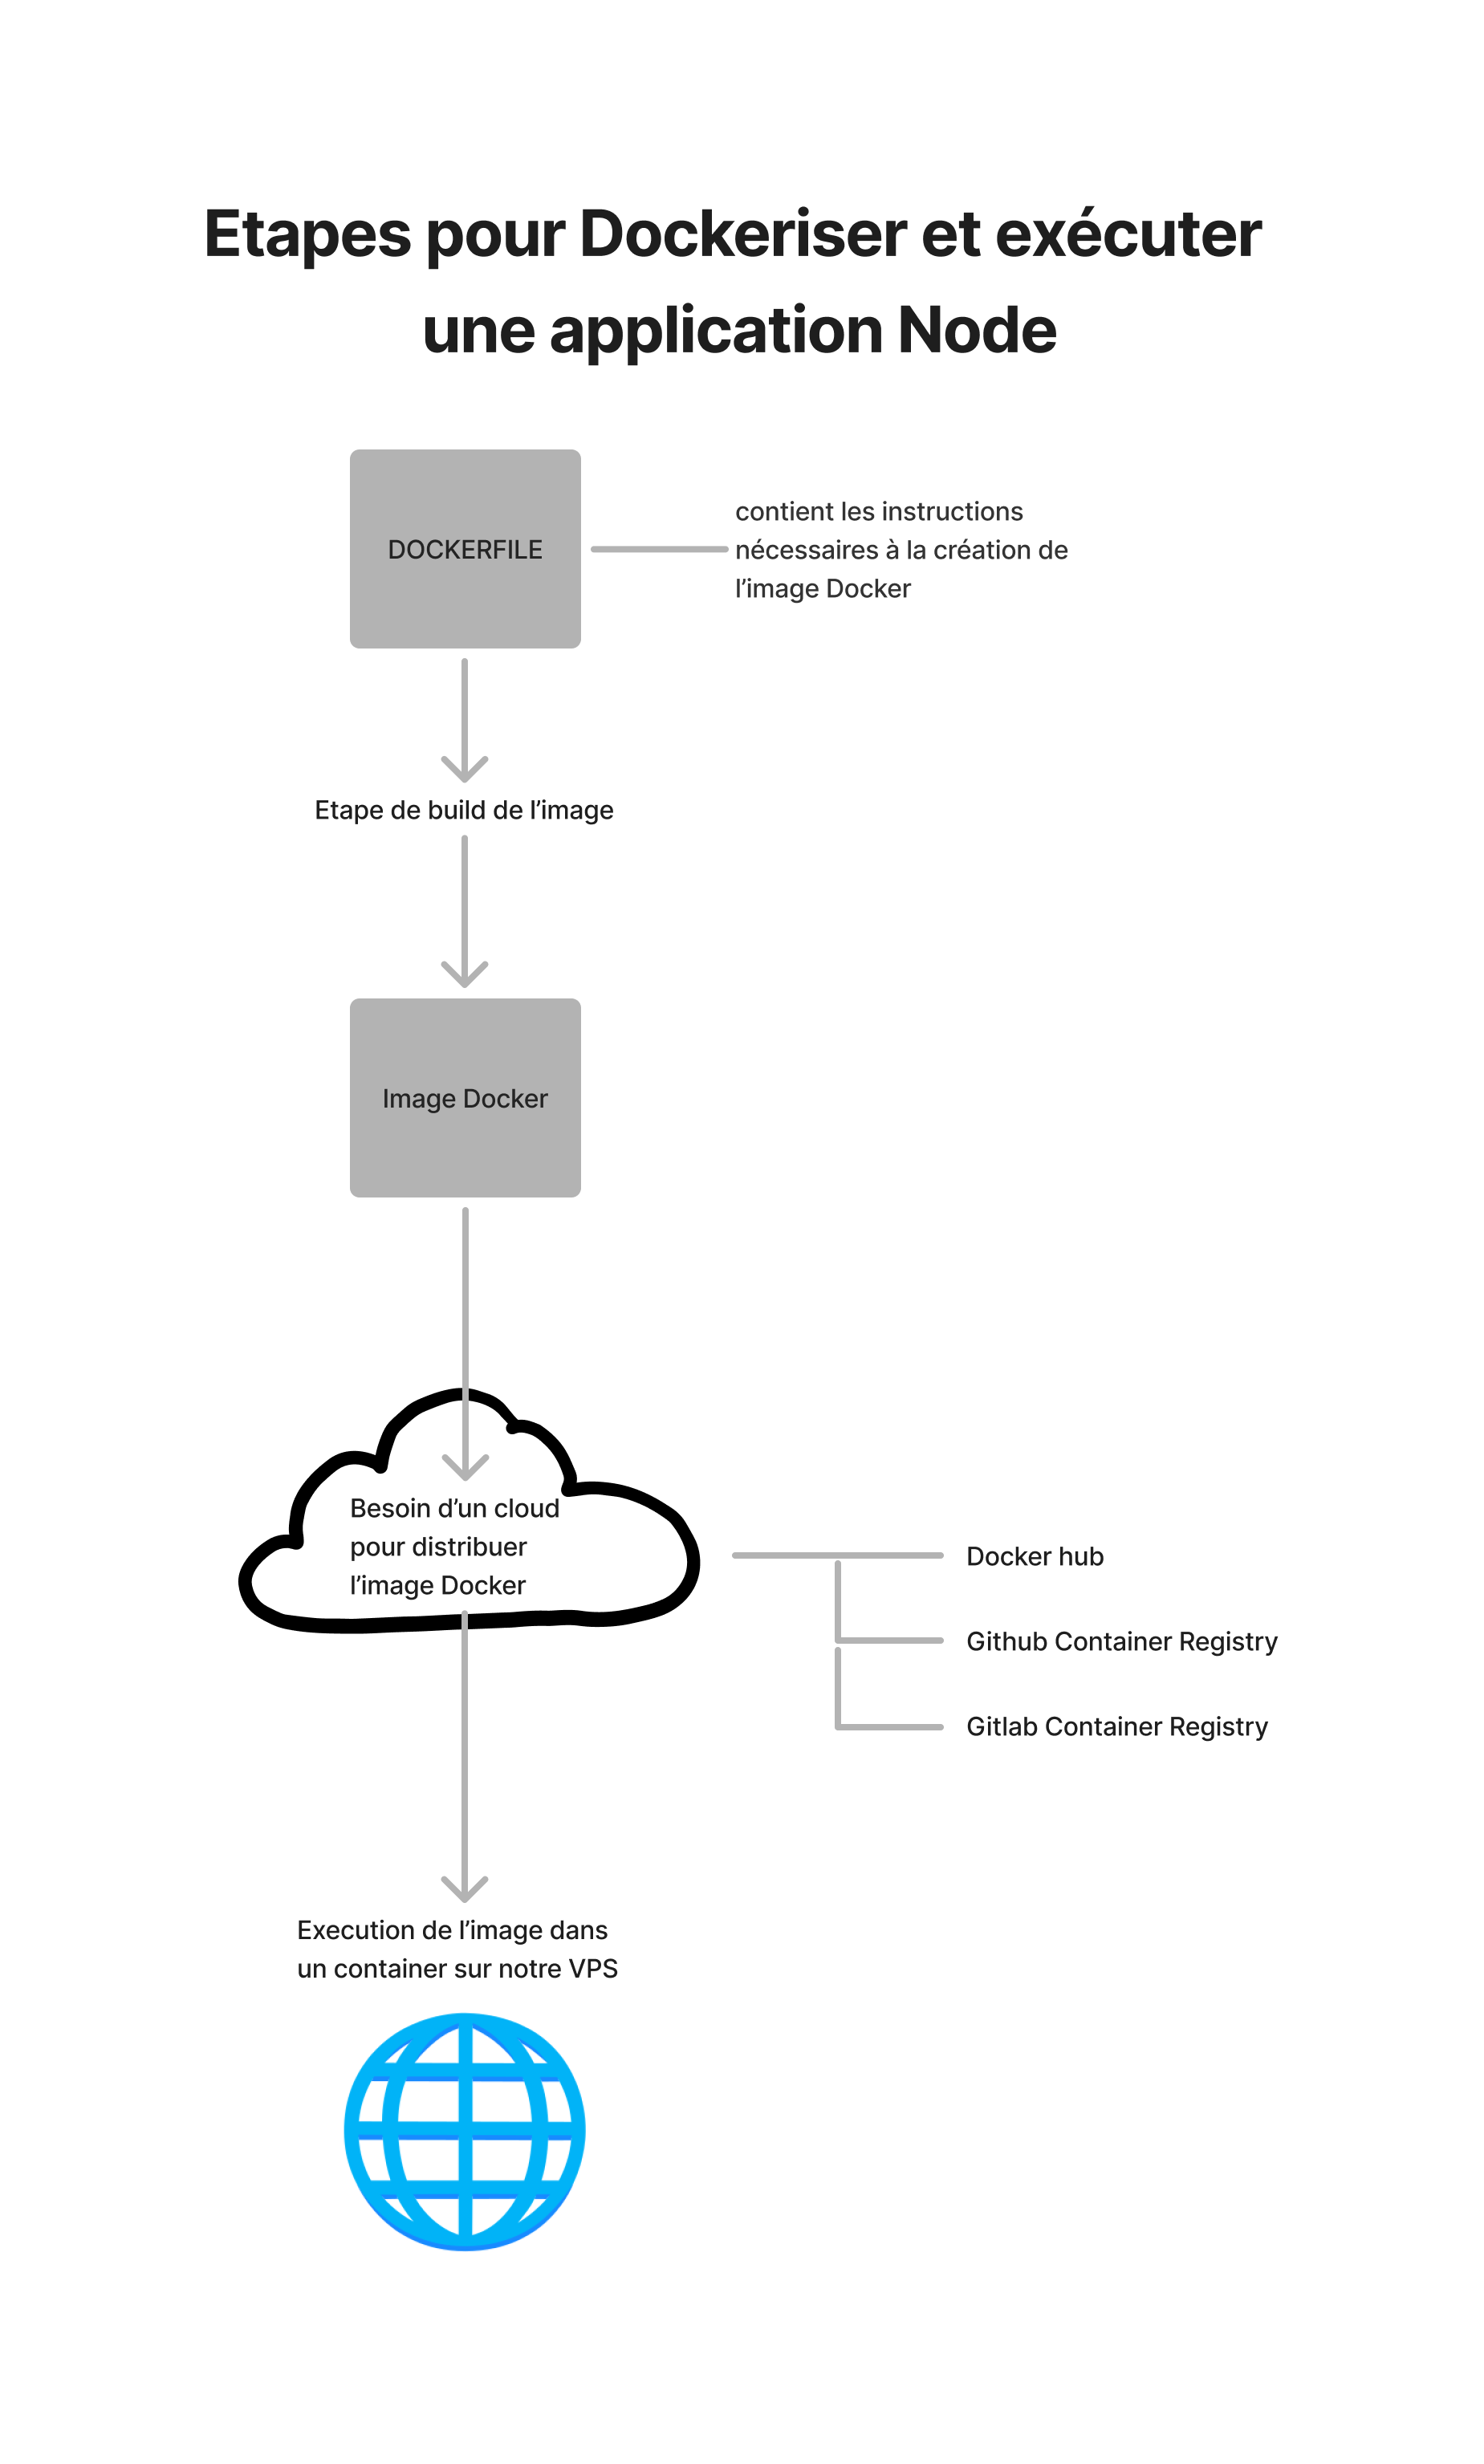 Etapes pour Dockeriser et exécuter
une application Node
DOCKERFILE
contient les instructions
nécessaires à la création de
l’image Docker
Etape de build de l’image
Image Docker
Besoin d’un cloud
pour distribuer
l’image Docker
Docker hub
Github Container Registry
Gitlab Container Registry
Execution de l’image dans
un container sur notre VPS